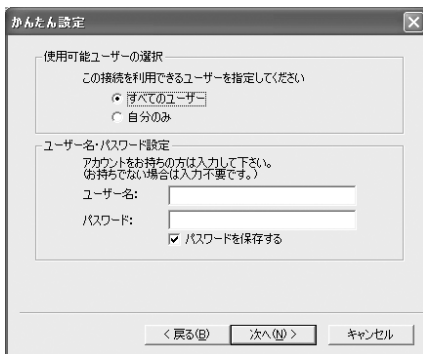 かんたん設定
使用可能ユーザーの選択
この接続を利用できるユーザーを指定してください
すべてのユーザー
自分のみ
ユーザー名・パスワード設定
アカウントをお持ちの方は入力して下さい。
(お持ちでない場合は入力不要です。)
ユーザー名:
パスワード:
パスワードを保存する
< 戻る(B)
次へ(N) >
キャンセル